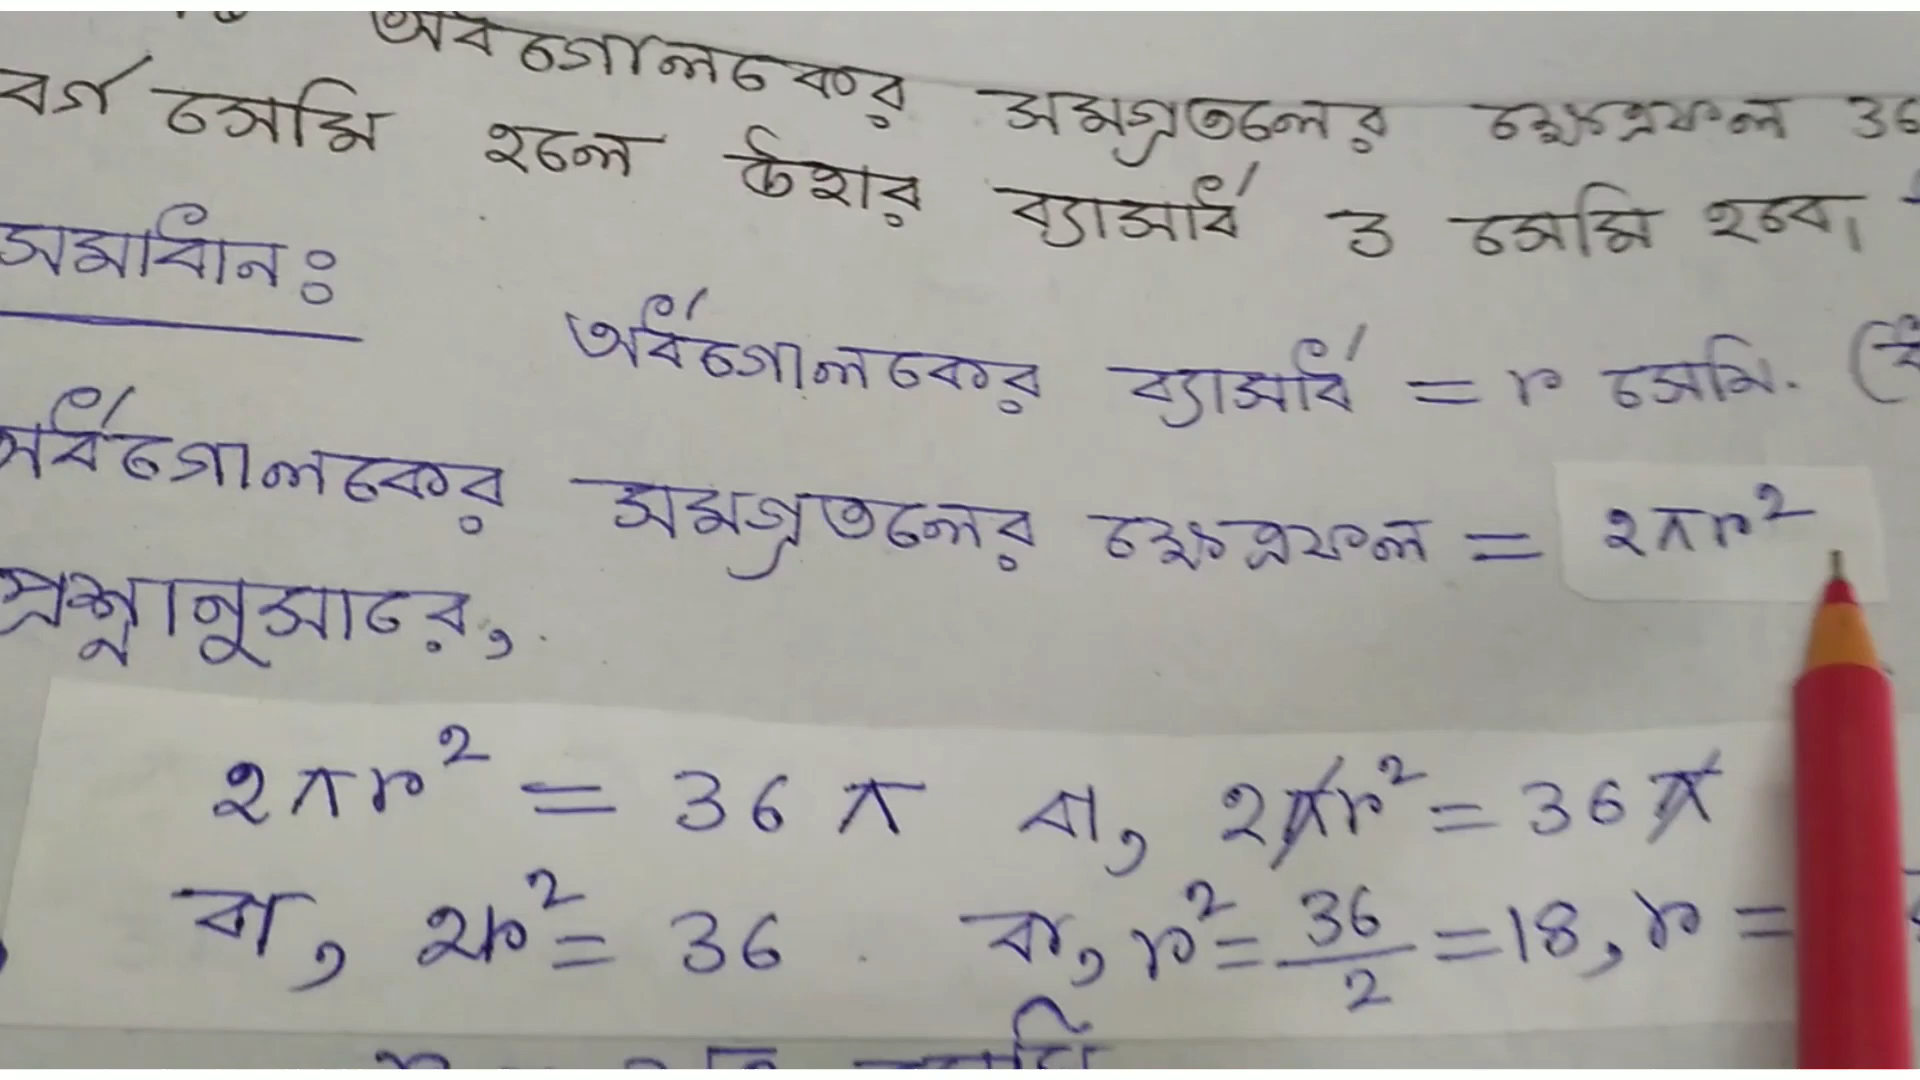 অর্ধগোলকের সমগ্রতলের ক্ষেত্রফল 36
বর্গ সেমি হলে উহার ব্যাসার্ধ 3 সেমি হবে।
সমাধান:
অর্ধগোলকের ব্যাসার্ধ = r সেমি. (
অর্ধগোলকের সমগ্রতলের ক্ষেত্রফল = 2πr²
প্রশ্নানুসারে,
2πr² = 36π বা, 2πr² = 36π
বা, 2r² = 36 বা, r² = 36/2 = 18, r =